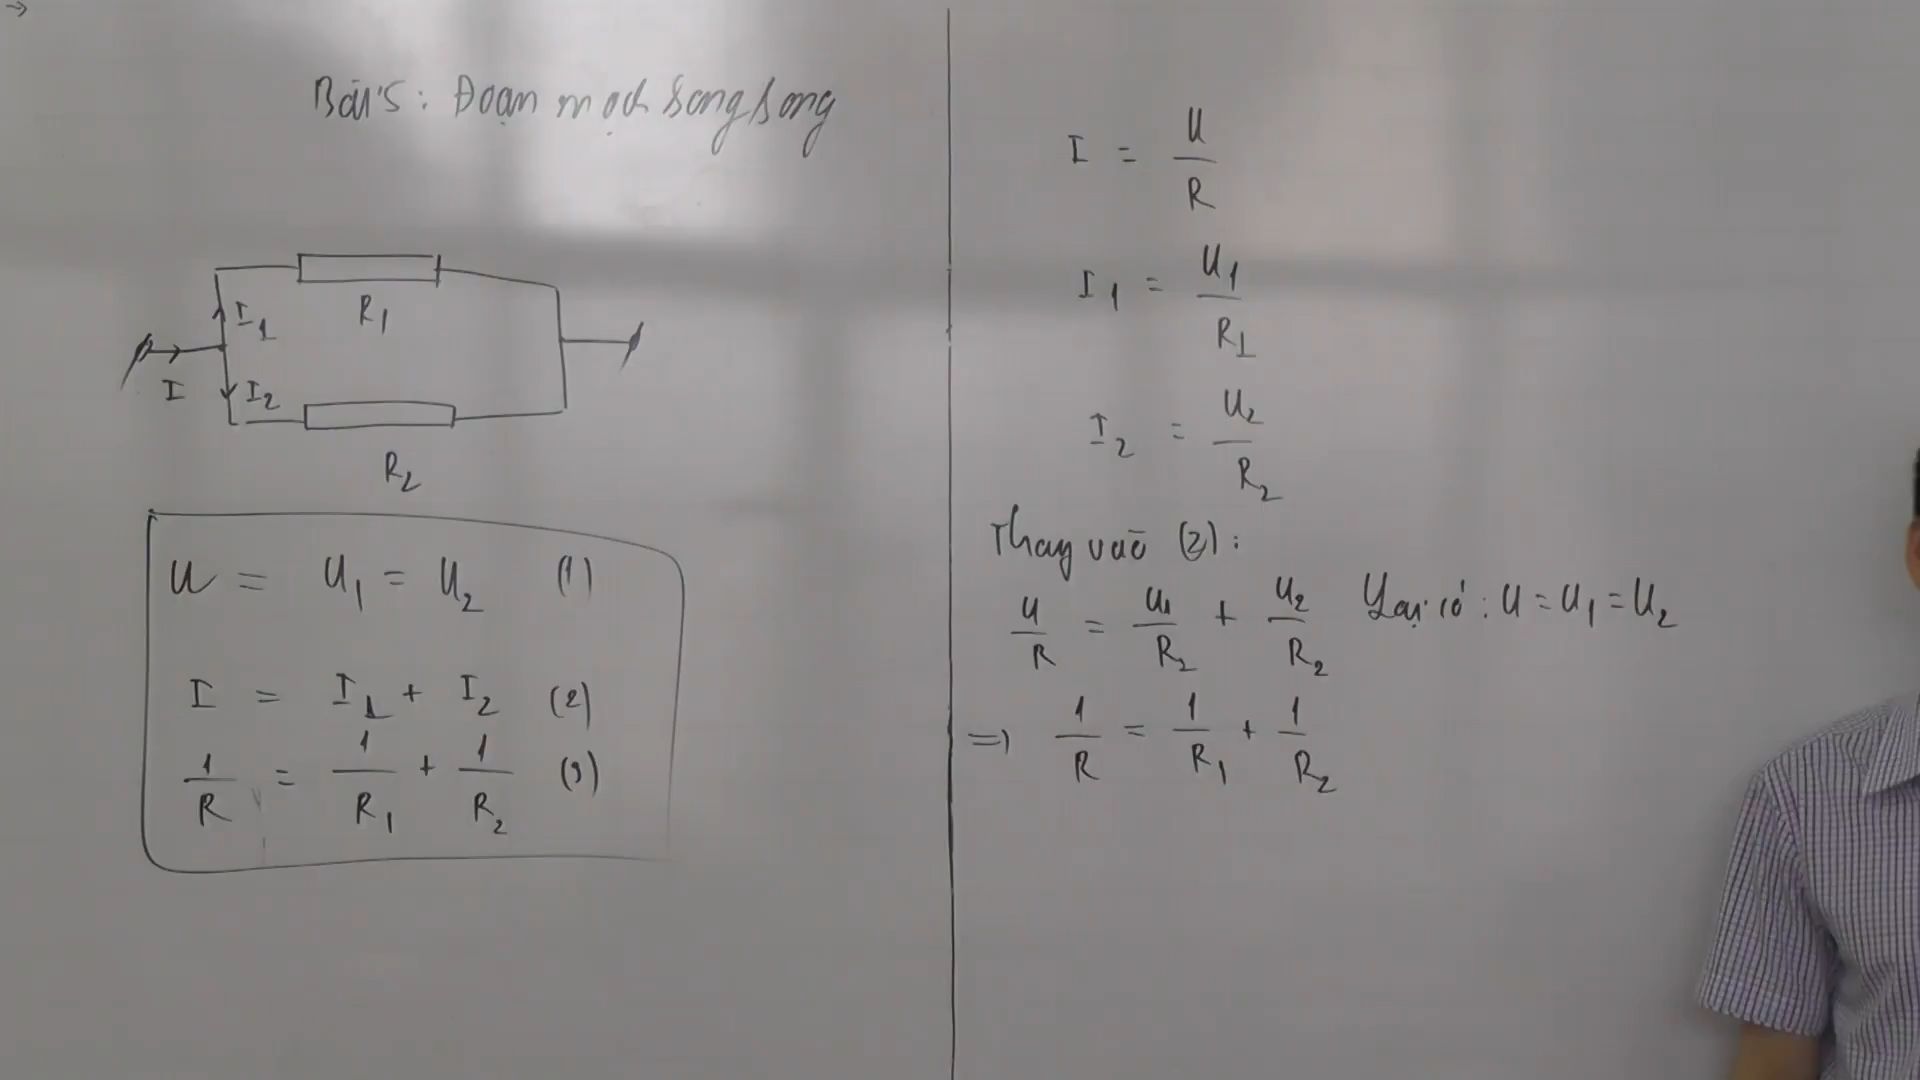 Bài 5: Đoạn mạch song song
I1
R1
I
I2
R2
U = U1 = U2 (1)
I = I1 + I2 (2)
1/R = 1/R1 + 1/R2 (3)
I = U/R
I1 = U1/R1
I2 = U2/R2
Thay vào (2):
U/R = U1/R2 + U2/R2 Lại có: U = U1 = U2
=> 1/R = 1/R1 + 1/R2